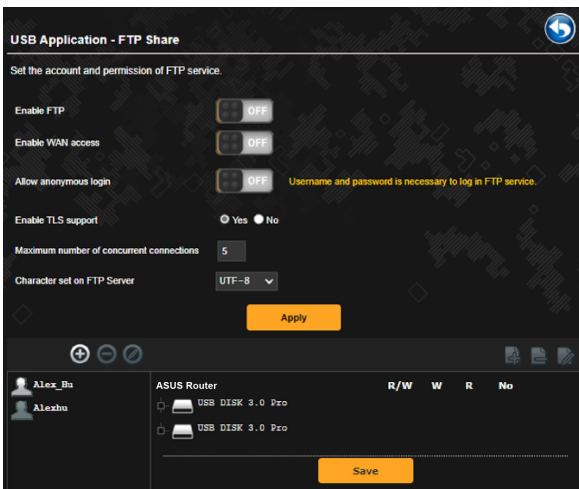 USB Application - FTP Share
Set the account and permission of FTP service.
Enable FTP OFF
Enable WAN access OFF
Allow anonymous login OFF Username and password is necessary to log in FTP service.
Enable TLS support Yes No
Maximum number of concurrent connections 5
Character set on FTP Server UTF-8
Apply
Alex_Hu ASUS Router R/W W R No
Alexhu USB DISK 3.0 Pro
USB DISK 3.0 Pro
Save